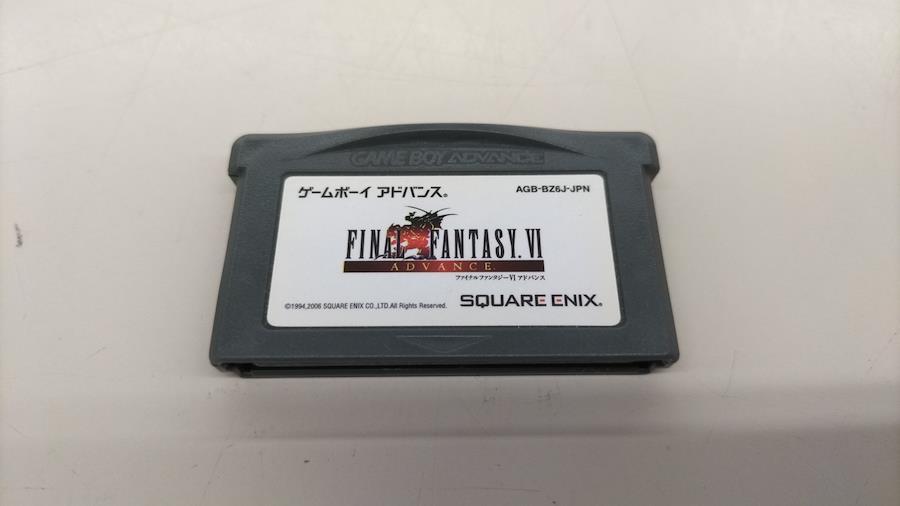 GAME BOY ADVANCE
ゲームボーイ アドバンス®
AGB-BZ6J-JPN
FINAL FANTASY. VI
ADVANCE
ファイナルファンタジーVI アドバンス
©1994,2006 SQUARE ENIX CO.,LTD.All Rights Reserved.
SQUARE ENIX®